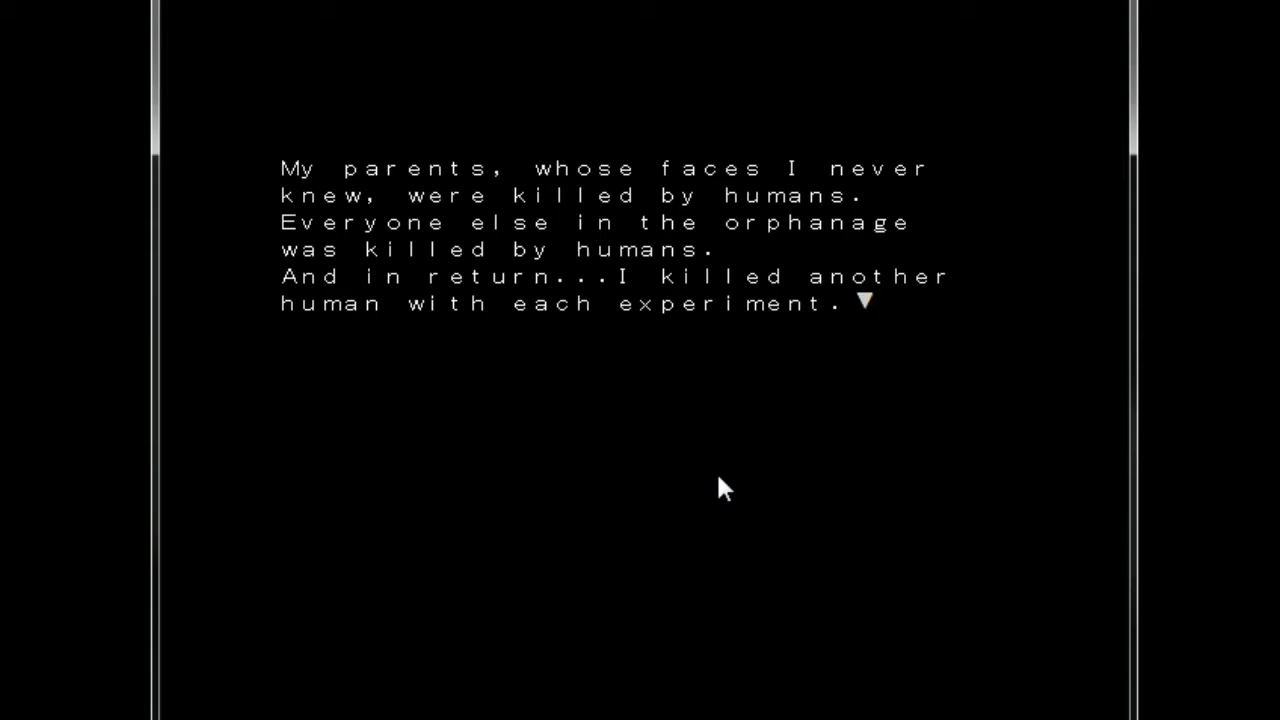 My parents, whose faces I never
knew, were killed by humans.
Everyone else in the orphanage
was killed by humans.
And in return...I killed another
human with each experiment.